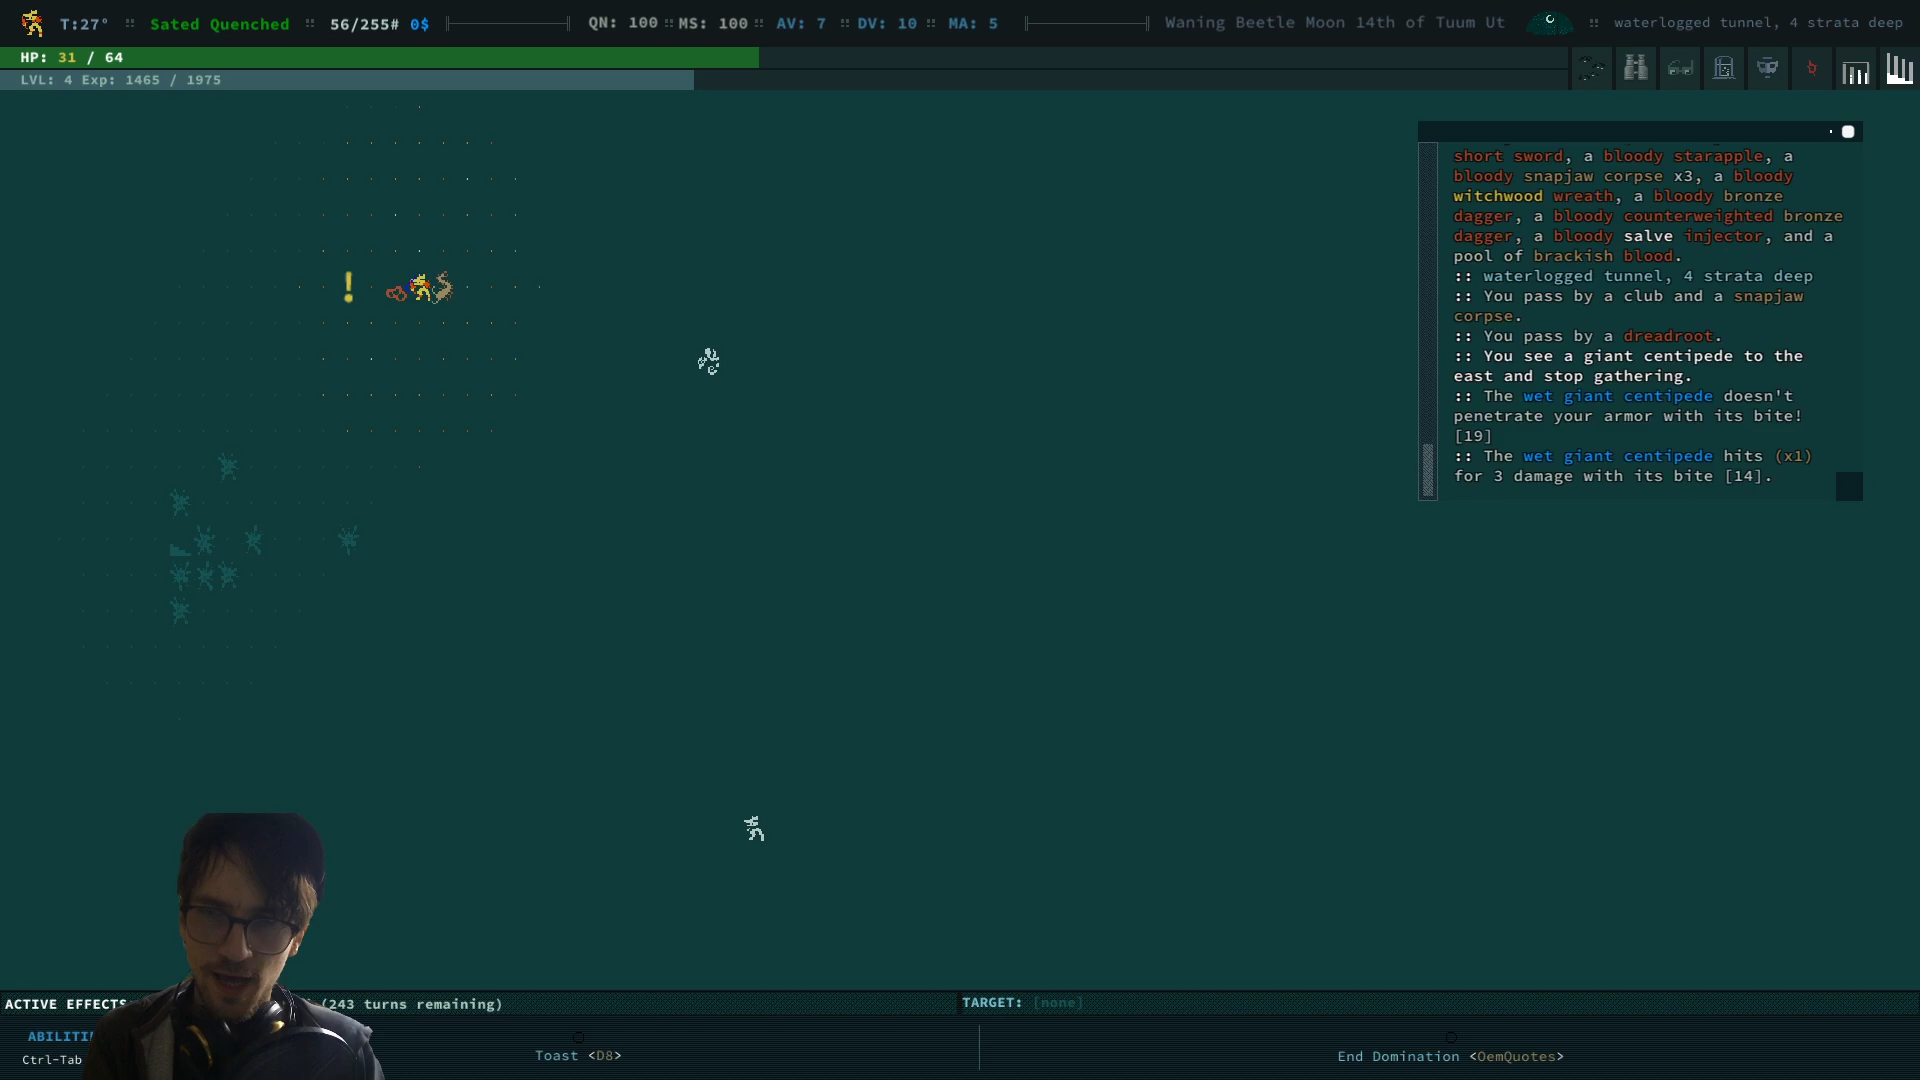 T:27° :: Sated Quenched :: 56/255# 0$ QN: 100 :: MS: 100 :: AV: 7 :: DV: 10 :: MA: 5 Waning Beetle Moon 14th of Tuum Ut :: waterlogged tunnel, 4 strata deep
HP: 31 / 64
LVL: 4 Exp: 1465 / 1975
short sword, a bloody starapple, a
bloody snapjaw corpse x3, a bloody
witchwood wreath, a bloody bronze
dagger, a bloody counterweighted bronze
dagger, a bloody salve injector, and a
pool of brackish blood.
:: waterlogged tunnel, 4 strata deep
:: You pass by a club and a snapjaw
corpse.
:: You pass by a dreadroot.
:: You see a giant centipede to the
east and stop gathering.
:: The wet giant centipede doesn't
penetrate your armor with its bite!
[19]
:: The wet giant centipede hits (x1)
for 3 damage with its bite [14].
!
ACTIVE EFFECTS (243 turns remaining)
TARGET: [none]
ABILITI
Ctrl-Tab
Toast <D8>
End Domination <OemQuotes>